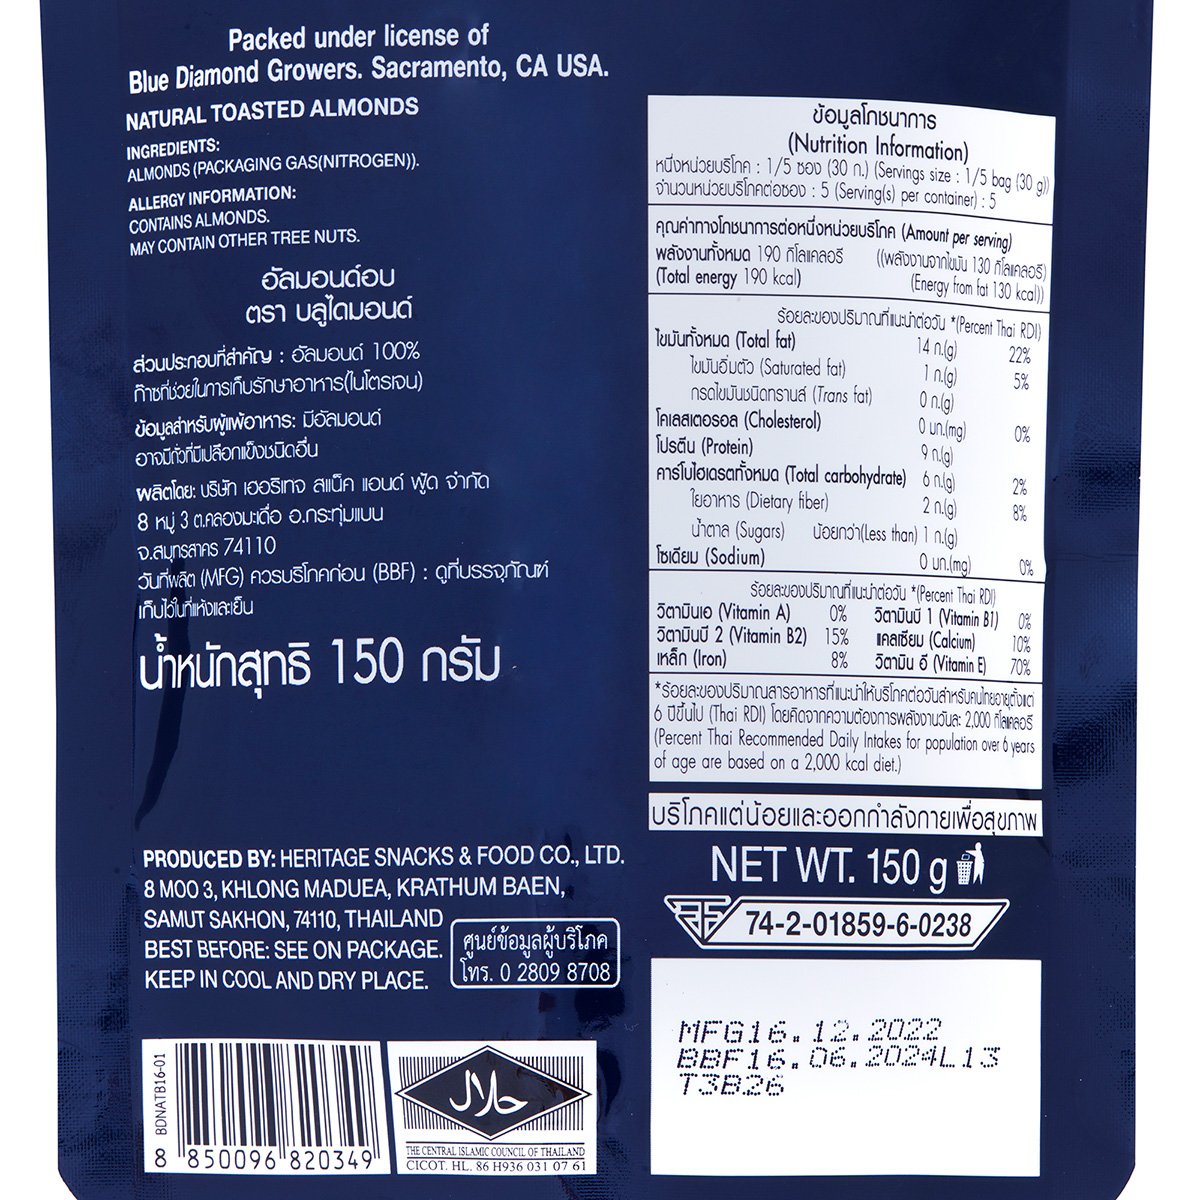 Packed under license of
Blue Diamond Growers. Sacramento, CA USA.
NATURAL TOASTED ALMONDS
INGREDIENTS:
ALMONDS (PACKAGING GAS(NITROGEN)).
ALLERGY INFORMATION:
CONTAINS ALMONDS.
MAY CONTAIN OTHER TREE NUTS.
อัลมอนด์อบ
ตรา บลูไดมอนด์
ส่วนประกอบที่สำคัญ : อัลมอนด์ 100%
ก๊าซที่ช่วยในการเก็บรักษาอาหาร(ไนโตรเจน)
ข้อมูลสำหรับผู้แพ้อาหาร: มีอัลมอนด์
อาจมีถั่วที่มีเปลือกแข็งชนิดอื่น
ผลิตโดย: บริษัท เฮอริเทจ สแน็ค แอนด์ ฟู้ด จำกัด
8 หมู่ 3 ต.คลองมะเดื่อ อ.กระทุ่มแบน
จ.สมุทรสาคร 74110
วันที่ผลิต (MFG) ควรบริโภคก่อน (BBF) : ดูที่บรรจุภัณฑ์
เก็บไว้ในที่แห้งและเย็น
น้ำหนักสุทธิ 150 กรัม
PRODUCED BY: HERITAGE SNACKS & FOOD CO., LTD.
8 MOO 3, KHLONG MADUEA, KRATHUM BAEN,
SAMUT SAKHON, 74110, THAILAND
BEST BEFORE: SEE ON PACKAGE.
KEEP IN COOL AND DRY PLACE.
ศูนย์ข้อมูลผู้บริโภค
โทร. 0 2809 8708
BDNATB16-01
8 850096 820349
حلال
THE CENTRAL ISLAMIC COUNCIL OF THAILAND
CICOT. HL. 86 H936 031 07 61
ข้อมูลโภชนาการ
(Nutrition Information)
หนึ่งหน่วยบริโภค : 1/5 ซอง (30 ก.) (Servings size : 1/5 bag (30 g))
จำนวนหน่วยบริโภคต่อซอง : 5 (Serving(s) per container) : 5
คุณค่าทางโภชนาการต่อหนึ่งหน่วยบริโภค (Amount per serving)
พลังงานทั้งหมด 190 กิโลแคลอรี ((พลังงานจากไขมัน 130 กิโลแคลอรี)
(Total energy 190 kcal) (Energy from fat 130 kcal))
ร้อยละของปริมาณที่แนะนำต่อวัน *(Percent Thai RDI)
ไขมันทั้งหมด (Total fat) 14 ก.(g) 22%
ไขมันอิ่มตัว (Saturated fat) 1 ก.(g) 5%
กรดไขมันชนิดทรานส์ (Trans fat) 0 ก.(g)
โคเลสเตอรอล (Cholesterol) 0 มก.(mg) 0%
โปรตีน (Protein) 9 ก.(g)
คาร์โบไฮเดรตทั้งหมด (Total carbohydrate) 6 ก.(g) 2%
ใยอาหาร (Dietary fiber) 2 ก.(g) 8%
น้ำตาล (Sugars) น้อยกว่า(Less than) 1 ก.(g)
โซเดียม (Sodium) 0 มก.(mg) 0%
ร้อยละของปริมาณที่แนะนำต่อวัน *(Percent Thai RDI)
วิตามินเอ (Vitamin A) 0% วิตามินบี 1 (Vitamin B1) 0%
วิตามินบี 2 (Vitamin B2) 15% แคลเซียม (Calcium) 10%
เหล็ก (Iron) 8% วิตามิน อี (Vitamin E) 70%
*ร้อยละของปริมาณสารอาหารที่แนะนำให้บริโภคต่อวันสำหรับคนไทยอายุตั้งแต่
6 ปีขึ้นไป (Thai RDI) โดยคิดจากความต้องการพลังงานวันละ 2,000 กิโลแคลอรี
(Percent Thai Recommended Daily Intakes for population over 6 years
of age are based on a 2,000 kcal diet.)
บริโภคแต่น้อยและออกกำลังกายเพื่อสุขภาพ
NET WT. 150 g
อย 74-2-01859-6-0238
MFG16.12.2022
BBF16.06.2024L13
T3B26